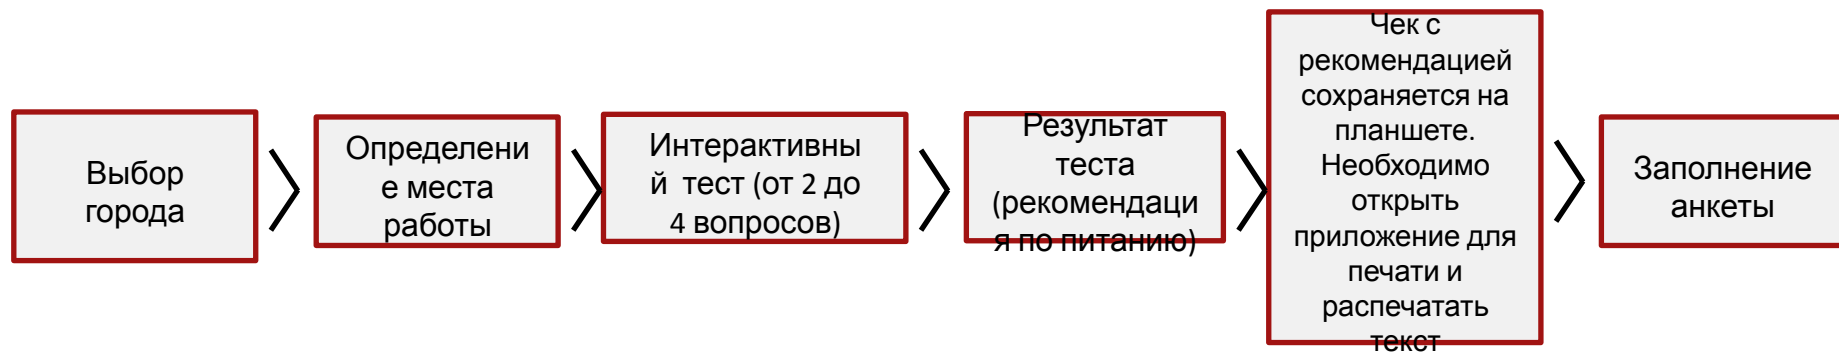 Выбор
города
Определени
е места
работы
Интерактивны
й тест (от 2 до
4 вопросов)
Результат
теста
(рекомендаци
я по питанию)
Чек с
рекомендацией
сохраняется на
планшете.
Необходимо
открыть
приложение для
печати и
распечатать
текст
Заполнение
анкеты